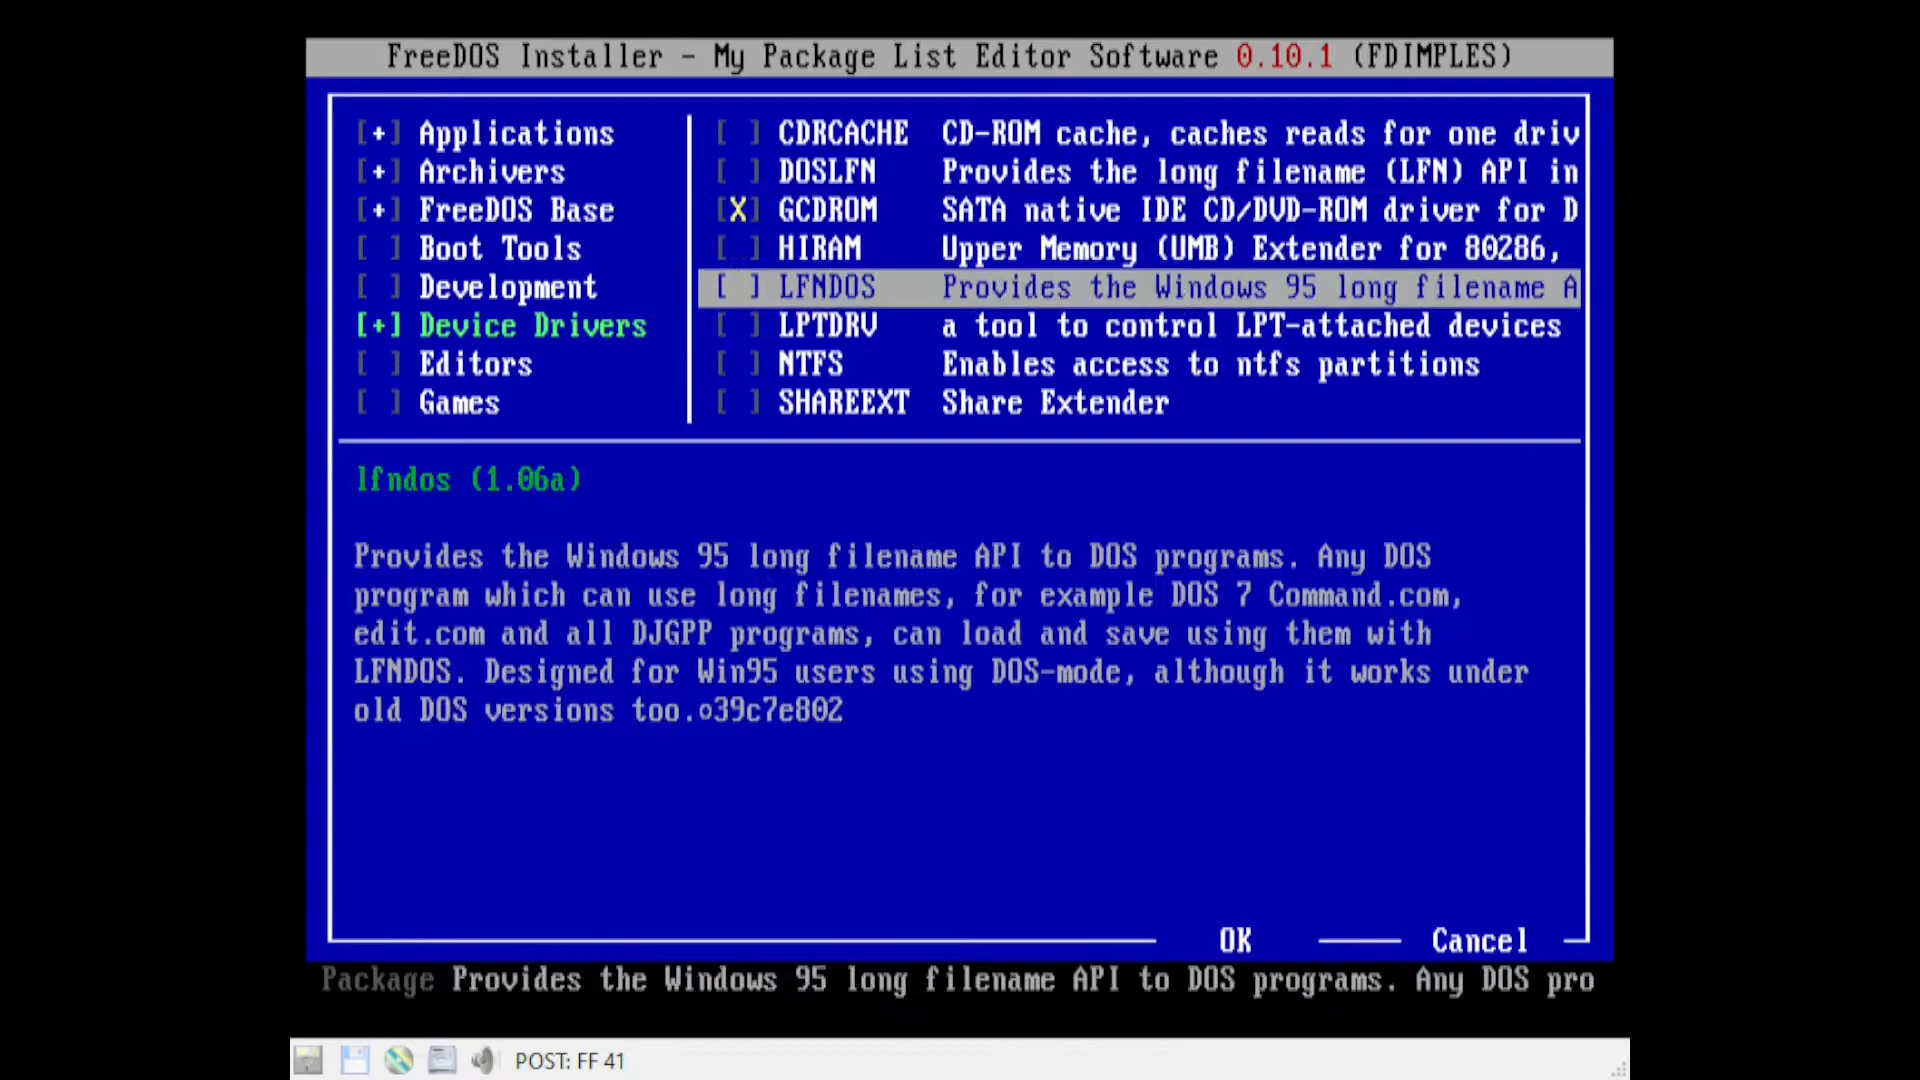 FreeDOS Installer - My Package List Editor Software 0.10.1 (FDIMPLES)
[+] Applications
[+] Archivers
[+] FreeDOS Base
[ ] Boot Tools
[ ] Development
[+] Device Drivers
[ ] Editors
[ ] Games
[ ] CDRCACHE CD-ROM cache, caches reads for one driv
[ ] DOSLFN Provides the long filename (LFN) API in
[X] GCDROM SATA native IDE CD/DVD-ROM driver for D
[ ] HIRAM Upper Memory (UMB) Extender for 80286,
[ ] LFNDOS Provides the Windows 95 long filename A
[ ] LPTDRV a tool to control LPT-attached devices
[ ] NTFS Enables access to ntfs partitions
[ ] SHAREEXT Share Extender
lfndos (1.06a)
Provides the Windows 95 long filename API to DOS programs. Any DOS
program which can use long filenames, for example DOS 7 Command.com,
edit.com and all DJGPP programs, can load and save using them with
LFNDOS. Designed for Win95 users using DOS-mode, although it works under
old DOS versions too.o39c7e802
OK Cancel
Package Provides the Windows 95 long filename API to DOS programs. Any DOS pro
POST: FF 41